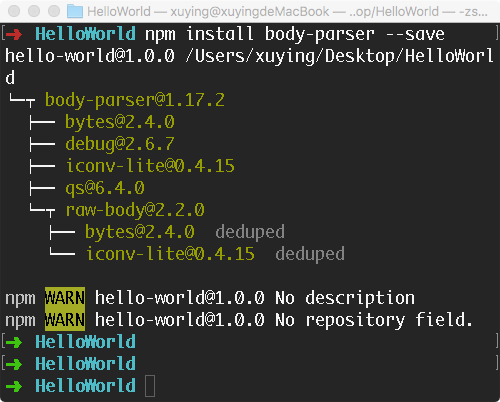 HelloWorld — xuying@xuyingdeMacBook — ..op/HelloWorld — -zs...
[➜ HelloWorld npm install body-parser --save ]
hello-world@1.0.0 /Users/xuying/Desktop/HelloWorl
d
└─┬ body-parser@1.17.2
├── bytes@2.4.0
├── debug@2.6.7
├── iconv-lite@0.4.15
├── qs@6.4.0
└─┬ raw-body@2.2.0
├── bytes@2.4.0 deduped
└── iconv-lite@0.4.15 deduped
npm WARN hello-world@1.0.0 No description
npm WARN hello-world@1.0.0 No repository field.
[➜ HelloWorld ]
[➜ HelloWorld ]
➜ HelloWorld